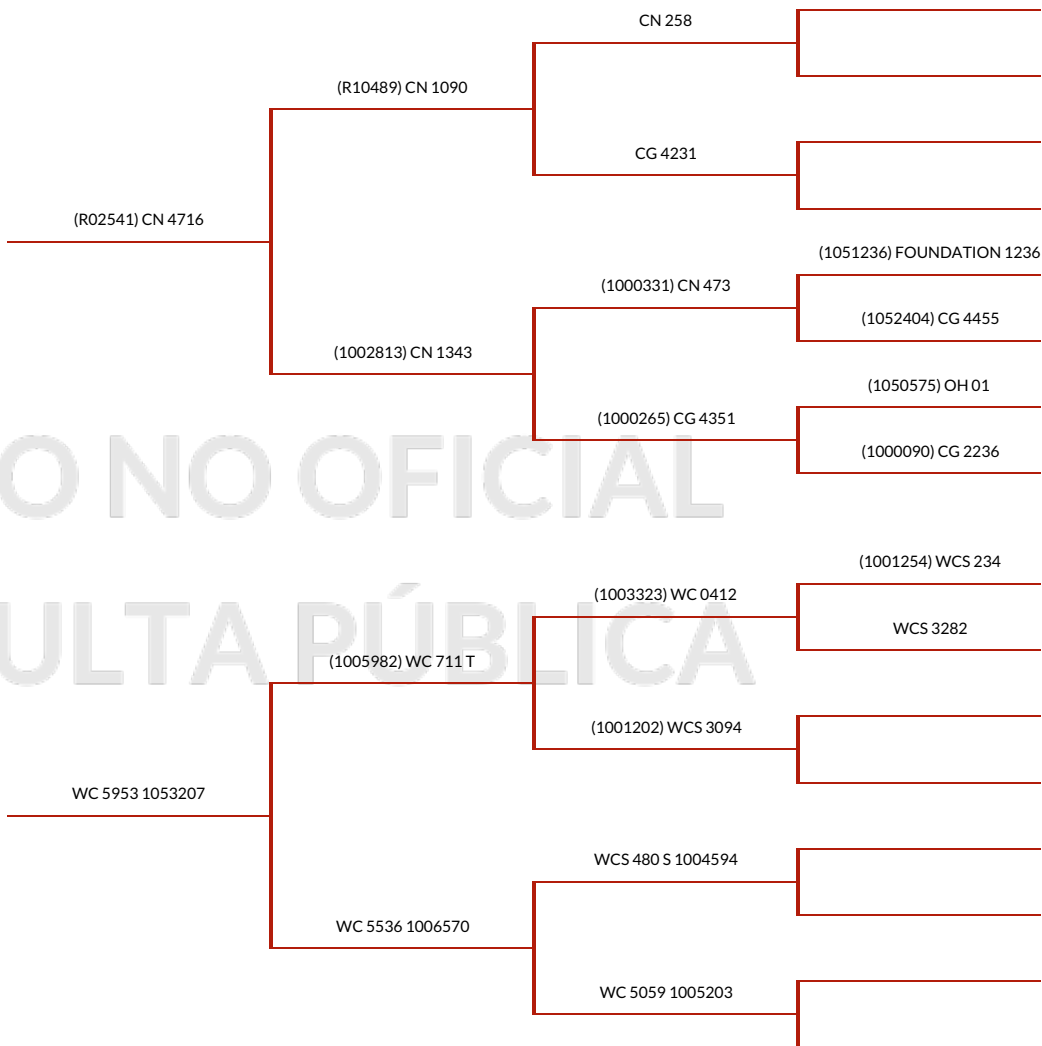 CN 258
(R10489) CN 1090
CG 4231
(R02541) CN 4716
(1051236) FOUNDATION 1236
(1000331) CN 473
(1052404) CG 4455
(1002813) CN 1343
(1050575) OH 01
(1000265) CG 4351
(1000090) CG 2236
O NO OFICIAL
(1001254) WCS 234
(1003323) WC 0412
WCS 3282
ULTA PÚBLICA
(1005982) WC 711 T
(1001202) WCS 3094
WC 5953 1053207
WCS 480 S 1004594
WC 5536 1006570
WC 5059 1005203